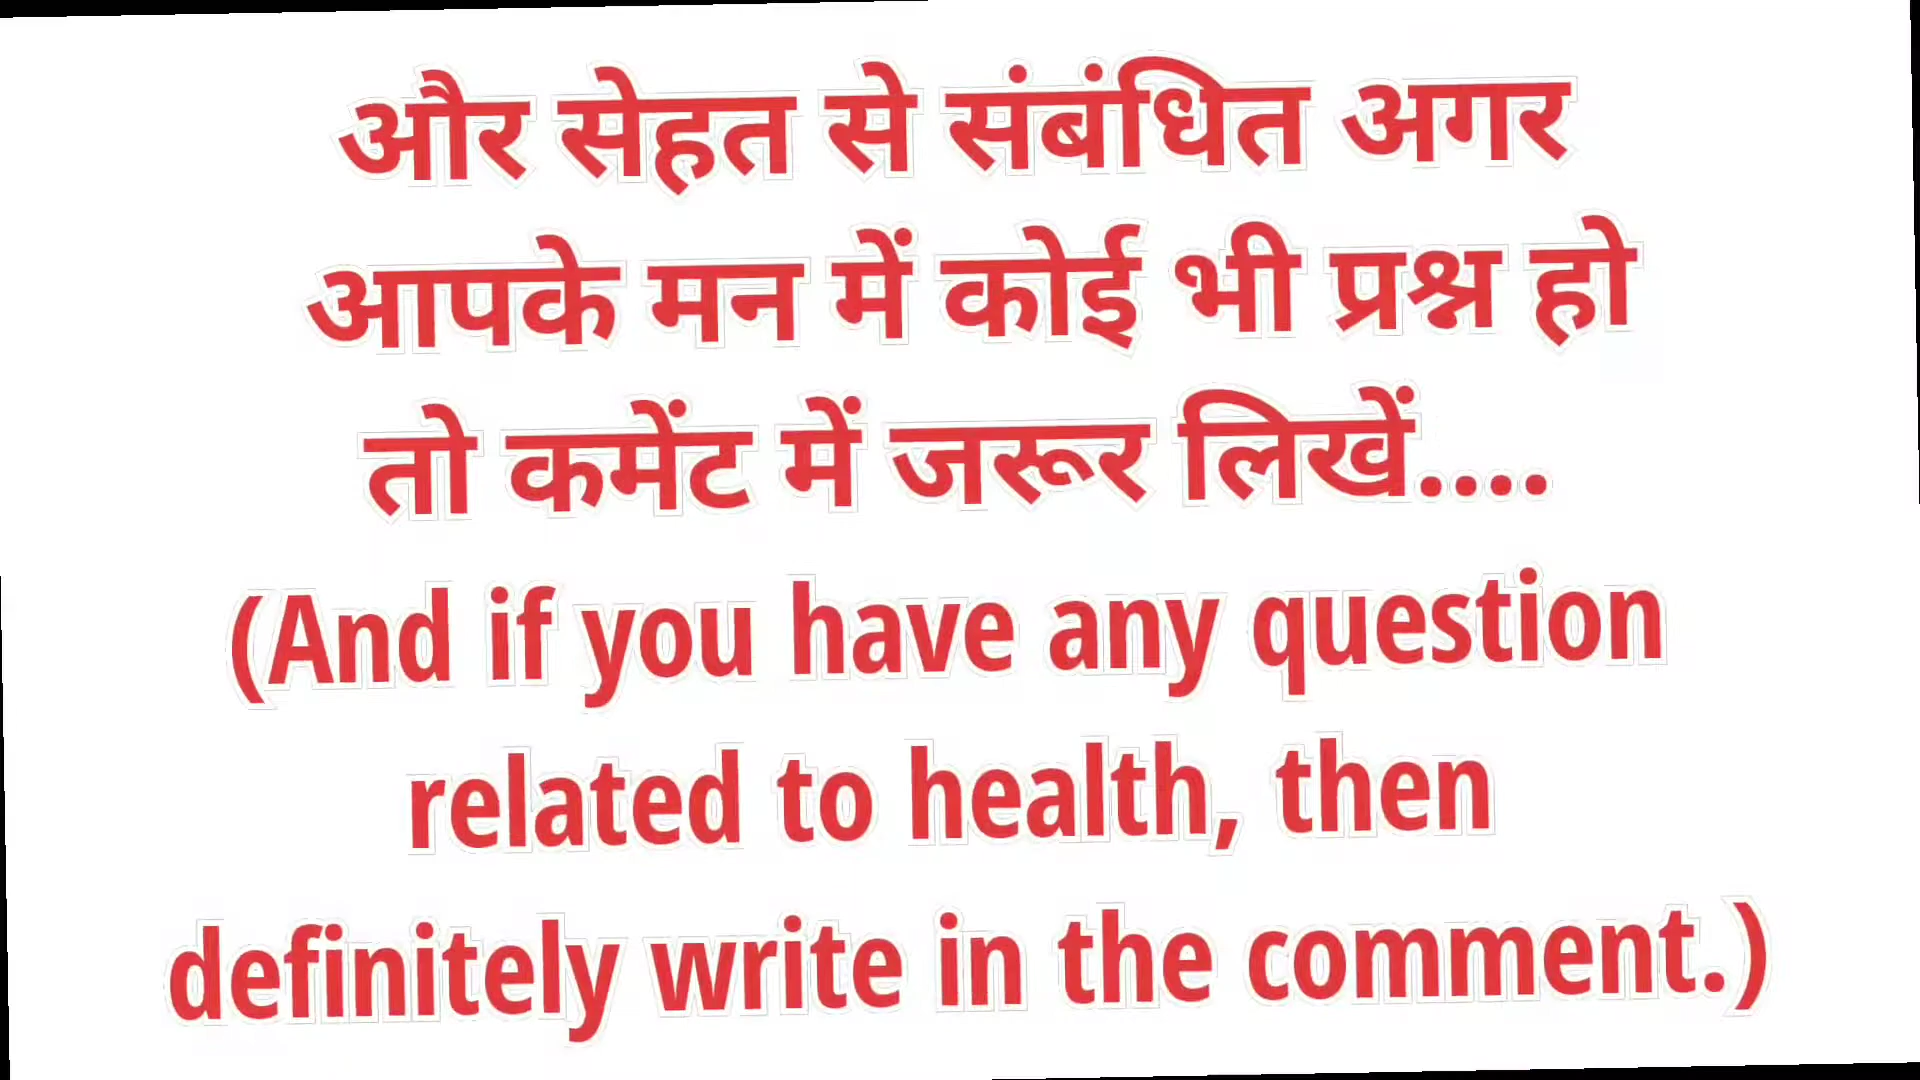 और सेहत से संबंधित अगर
आपके मन में कोई भी प्रश्न हो
तो कमेंट में जरूर लिखें....
(And if you have any question
related to health, then
definitely write in the comment.)